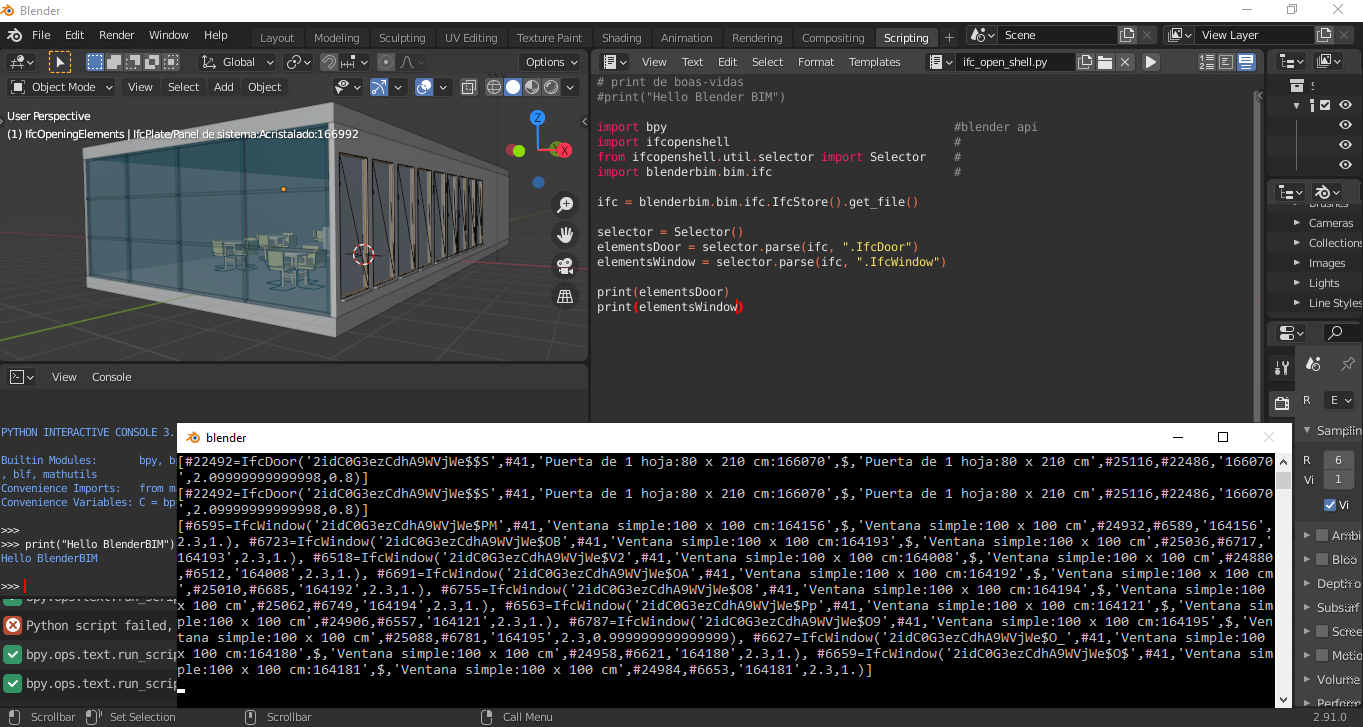 Blender
File Edit Render Window Help Layout Modeling Sculpting UV Editing Texture Paint Shading Animation Rendering Compositing Scripting + Scene View Layer
Global Options
Object Mode View Select Add Object
User Perspective
(1) IfcOpeningElements | IfcPlate/Panel de sistema:Acristalado:166992
Z
X
View Text Edit Select Format Templates ifc_open_shell.py
# print de boas-vidas
#print("Hello Blender BIM")
import bpy #blender api
import ifcopenshell #
from ifcopenshell.util.selector import Selector #
import blenderbim.bim.ifc #
ifc = blenderbim.bim.ifc.IfcStore().get_file()
selector = Selector()
elementsDoor = selector.parse(ifc, ".IfcDoor")
elementsWindow = selector.parse(ifc, ".IfcWindow")
print(elementsDoor)
print(elementsWindow)
Brushes
Cameras
Collections
Images
Lights
Line Styles
R E
Samplin
R 6
Vi 1
Vi
Ambi
Bloo
Depth o
Subsurf
Scree
Motio
Volume
Perform
View Console
PYTHON INTERACTIVE CONSOLE 3.
Builtin Modules: bpy, b
, blf, mathutils
Convenience Imports: from m
Convenience Variables: C = bp
>>>
>>> print("Hello BlenderBIM")
Hello BlenderBIM
>>>
bpy.ops.text.run_scri
Python script failed,
bpy.ops.text.run_scrip
bpy.ops.text.run_scrip
blender
[#22492=IfcDoor('2idC0G3ezCdhA9WVjWe$$S',#41,'Puerta de 1 hoja:80 x 210 cm:166070',$,'Puerta de 1 hoja:80 x 210 cm',#25116,#22486,'166070
',2.09999999999998,0.8)]
[#22492=IfcDoor('2idC0G3ezCdhA9WVjWe$$S',#41,'Puerta de 1 hoja:80 x 210 cm:166070',$,'Puerta de 1 hoja:80 x 210 cm',#25116,#22486,'166070
',2.09999999999998,0.8)]
[#6595=IfcWindow('2idC0G3ezCdhA9WVjWe$PM',#41,'Ventana simple:100 x 100 cm:164156',$,'Ventana simple:100 x 100 cm',#24932,#6589,'164156',
2.3,1.), #6723=IfcWindow('2idC0G3ezCdhA9WVjWe$OB',#41,'Ventana simple:100 x 100 cm:164193',$,'Ventana simple:100 x 100 cm',#25036,#6717,'
164193',2.3,1.), #6518=IfcWindow('2idC0G3ezCdhA9WVjWe$V2',#41,'Ventana simple:100 x 100 cm:164008',$,'Ventana simple:100 x 100 cm',#24880
,#6512,'164008',2.3,1.), #6691=IfcWindow('2idC0G3ezCdhA9WVjWe$OA',#41,'Ventana simple:100 x 100 cm:164192',$,'Ventana simple:100 x 100 cm
',#25010,#6685,'164192',2.3,1.), #6755=IfcWindow('2idC0G3ezCdhA9WVjWe$O8',#41,'Ventana simple:100 x 100 cm:164194',$,'Ventana simple:100
x 100 cm',#25062,#6749,'164194',2.3,1.), #6563=IfcWindow('2idC0G3ezCdhA9WVjWe$Pp',#41,'Ventana simple:100 x 100 cm:164121',$,'Ventana sim
ple:100 x 100 cm',#24906,#6557,'164121',2.3,1.), #6787=IfcWindow('2idC0G3ezCdhA9WVjWe$O9',#41,'Ventana simple:100 x 100 cm:164195',$,'Ven
tana simple:100 x 100 cm',#25088,#6781,'164195',2.3,0.999999999999999), #6627=IfcWindow('2idC0G3ezCdhA9WVjWe$O_',#41,'Ventana simple:100
x 100 cm:164180',$,'Ventana simple:100 x 100 cm',#24958,#6621,'164180',2.3,1.), #6659=IfcWindow('2idC0G3ezCdhA9WVjWe$O$',#41,'Ventana sim
ple:100 x 100 cm:164181',$,'Ventana simple:100 x 100 cm',#24984,#6653,'164181',2.3,1.)]
Scrollbar Set Selection Scrollbar Call Menu 2.91.0